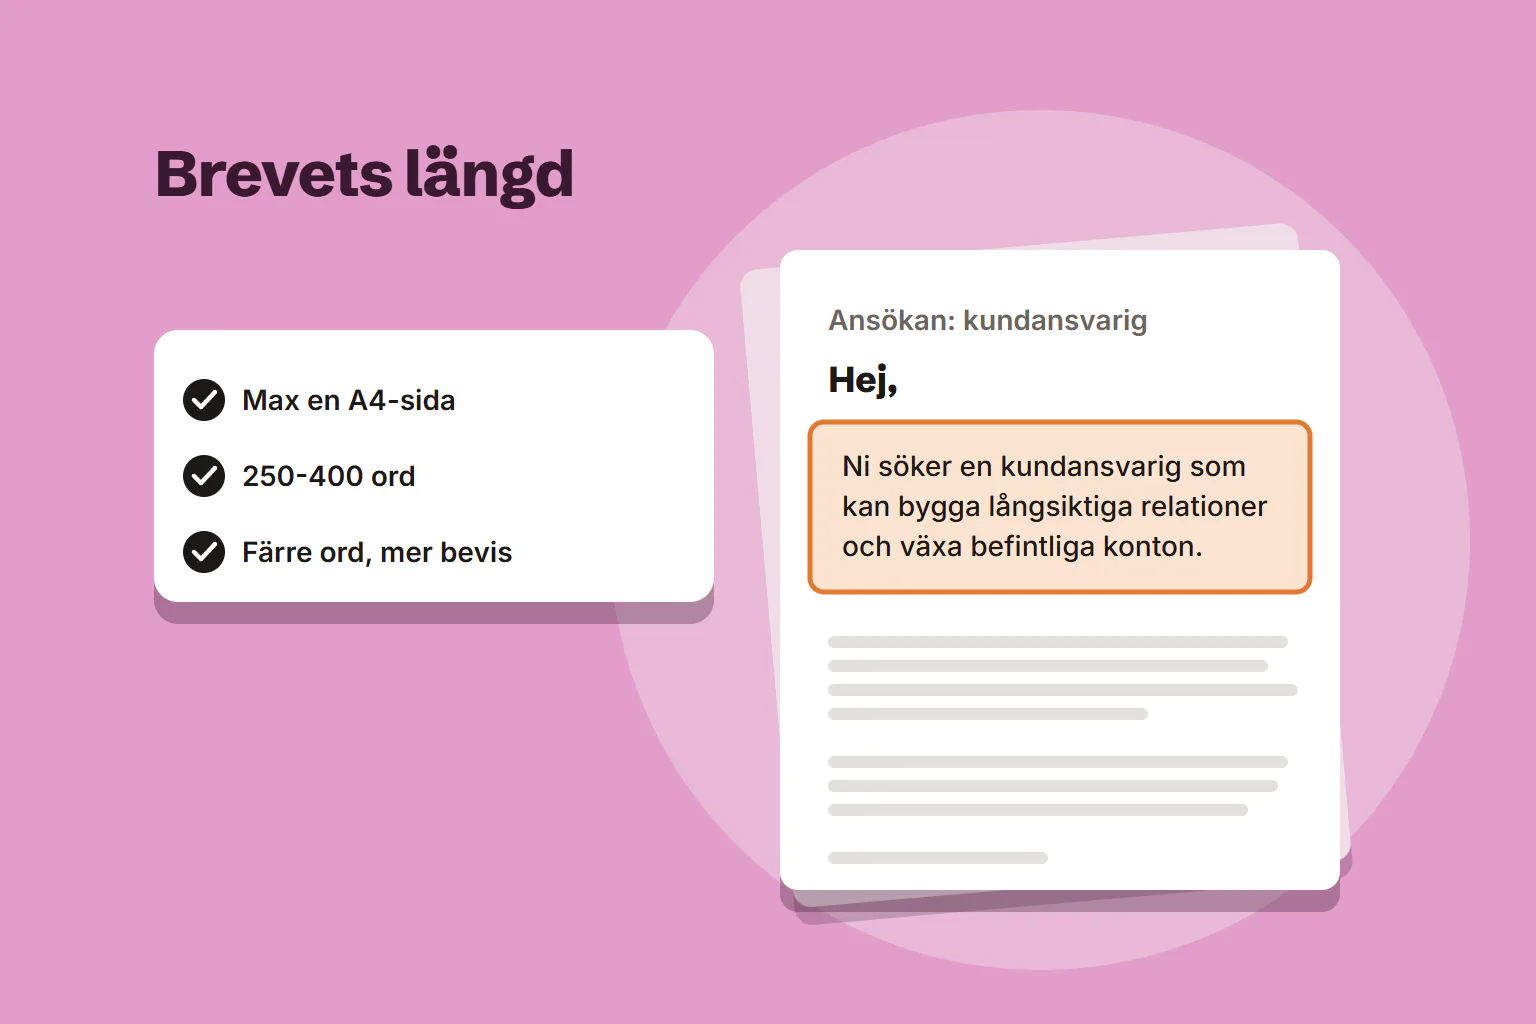 Brevets längd
Max en A4-sida
250-400 ord
Färre ord, mer bevis
Ansökan: kundansvarig
Hej,
Ni söker en kundansvarig som
kan bygga långsiktiga relationer
och växa befintliga konton.